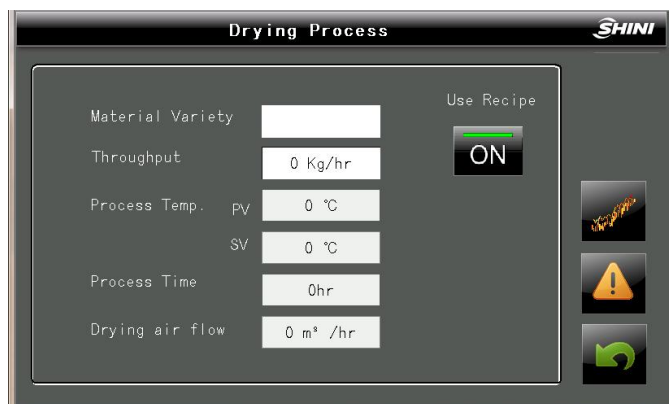 Drying Process
SHINI
Use Recipe
ON
Material Variety
Throughput 0 Kg/hr
Process Temp. PV 0 ℃
SV 0 ℃
Process Time 0hr
Drying air flow 0 m³ /hr